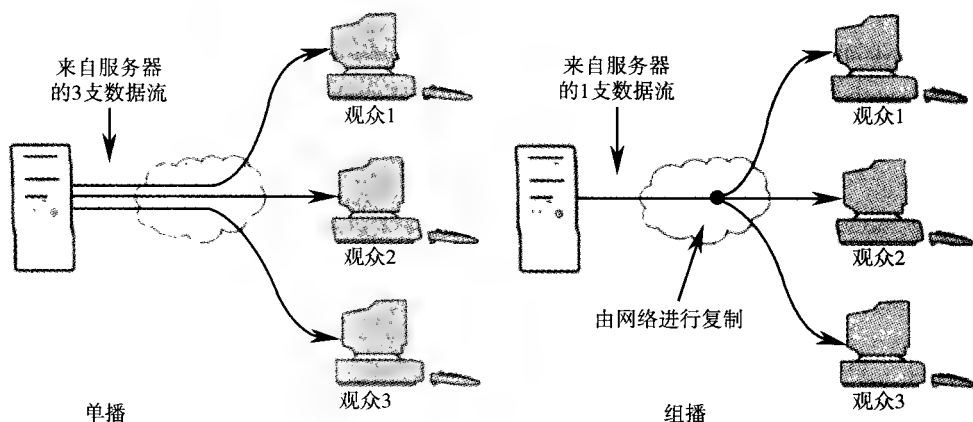 来自服务器
的3支数据流
观众1
观众2
观众3
单播
来自服务器
的1支数据流
观众1
观众2
由网络进行复制
观众3
组播